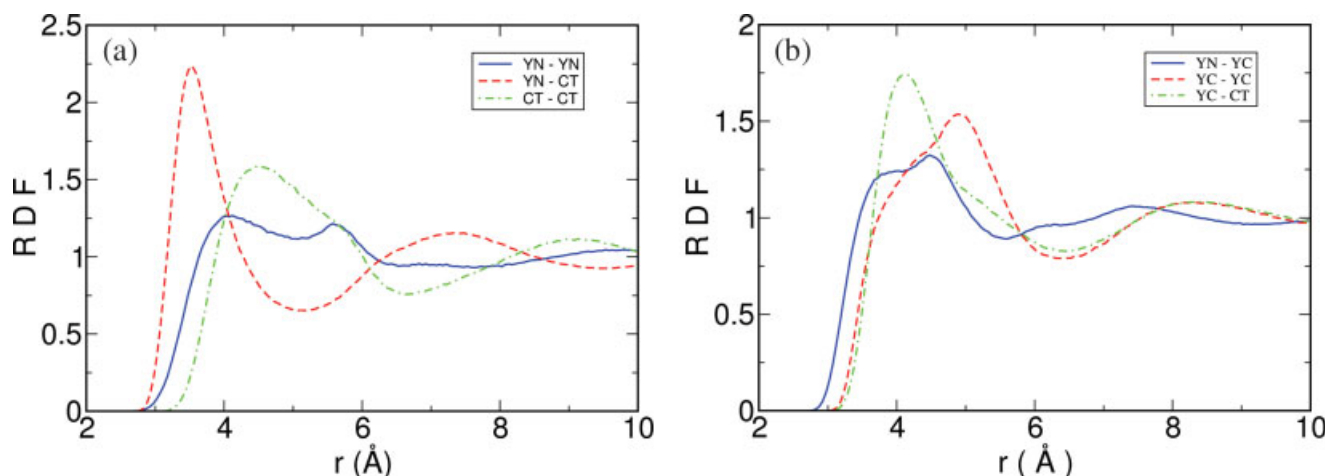 (a)
YN - YN
YN - CT
CT - CT
2.5
2
1.5
1
0.5
0
R D F
2
4
6
8
10
r (Å)
(b)
YN - YC
YC - YC
YC - CT
2
1.5
1
0.5
0
R D F
2
4
6
8
10
r ( Å )